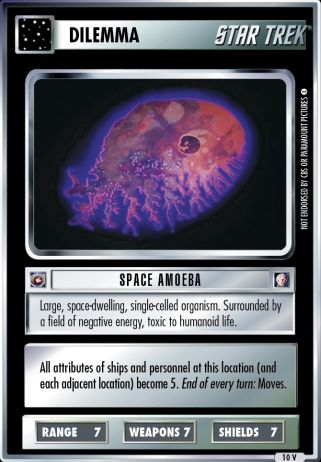 DILEMMA
STAR TREK
NOT ENDORSED BY CBS OR PARAMOUNT PICTURES
SPACE AMOEBA
Large, space-dwelling, single-celled organism. Surrounded by
a field of negative energy, toxic to humanoid life.
All attributes of ships and personnel at this location (and
each adjacent location) become 5. End of every turn: Moves.
RANGE 7 WEAPONS 7 SHIELDS 7
10 V